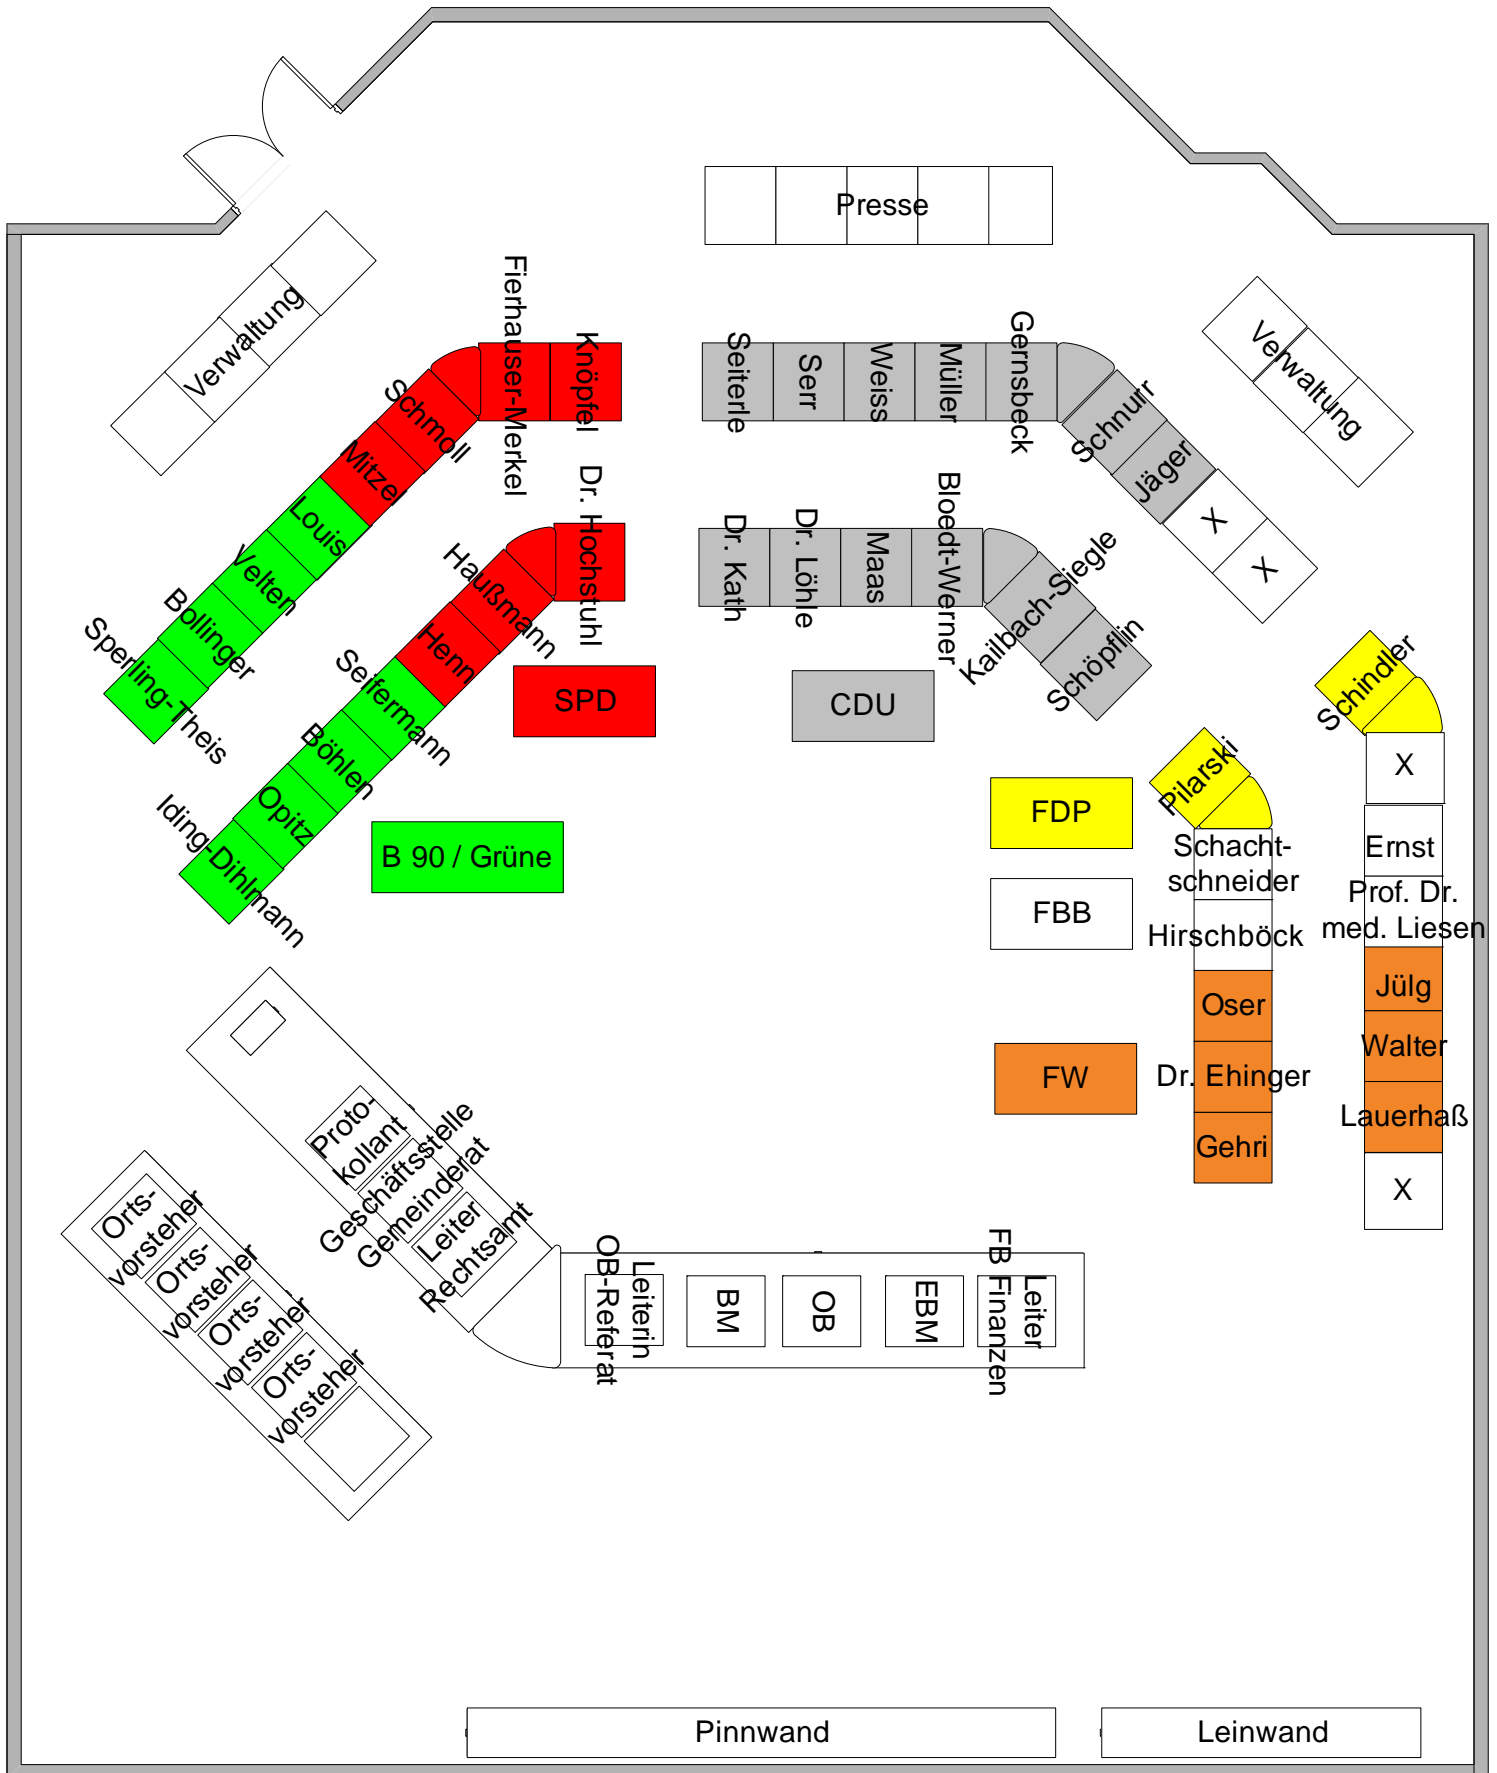 Presse
Verwaltung
Verwaltung
Fierhauser-Merkel
Knöpfel
Schmoll
Mitzel
Louis
Velten
Bollinger
Sperling-Theis
Seiterle
Serr
Weiss
Müller
Gernsbeck
Schnurr
Jäger
X
X
Dr. Hochstuhl
Haußmann
Henn
Seifermann
Böhlen
Opitz
Iding-Dihlmann
Dr. Kath
Dr. Löhle
Maas
Bloedt-Werner
Kailbach-Siegle
Schöpflin
SPD
CDU
B 90 / Grüne
FDP
FBB
FW
Schindler
X
Ernst
Prof. Dr.
med. Liesen
Jülg
Walter
Lauerhaß
X
Pilarski
Schacht-
schneider
Hirschböck
Oser
Dr. Ehinger
Gehri
Proto-
kollant
Geschäftsstelle
Gemeinderat
Leiter
Rechtsamt
Orts-
vorsteher
Orts-
vorsteher
Orts-
vorsteher
Orts-
vorsteher
Leiterin
OB-Referat
BM
OB
EBM
Leiter
FB Finanzen
Pinnwand
Leinwand